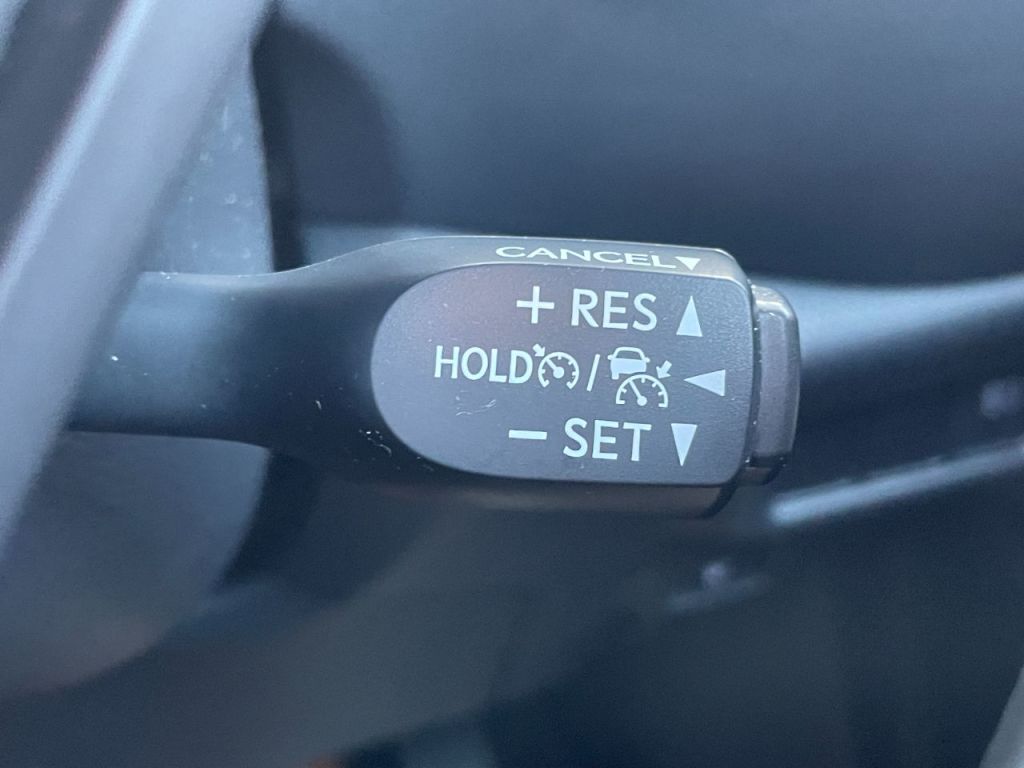 CANCEL▼
+ RES ▲
HOLD / ◀
− SET ▼